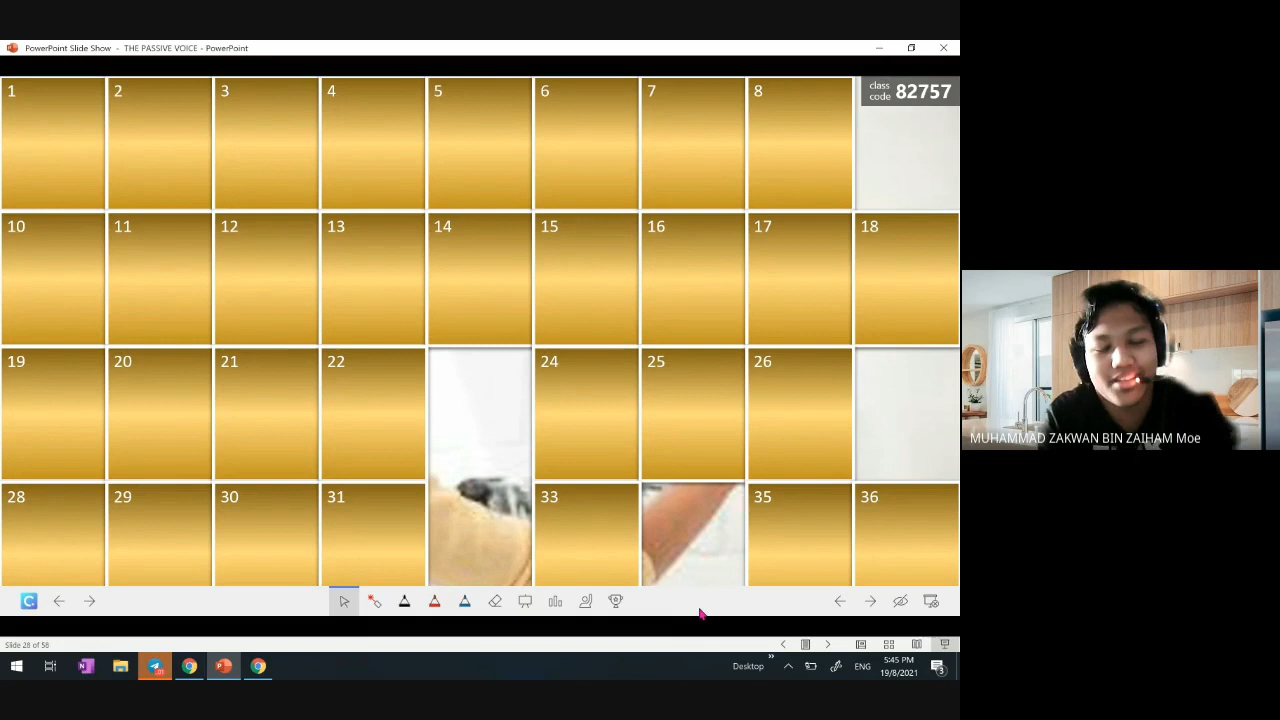 PowerPoint Slide Show - THE PASSIVE VOICE - PowerPoint
class code 82757
1 2 3 4 5 6 7 8
10 11 12 13 14 15 16 17 18
19 20 21 22 24 25 26
28 29 30 31 33 35 36
MUHAMMAD ZAKWAN BIN ZAIHAM Moe
Slide 28 of 58
Desktop
ENG
5:45 PM
19/8/2021
3